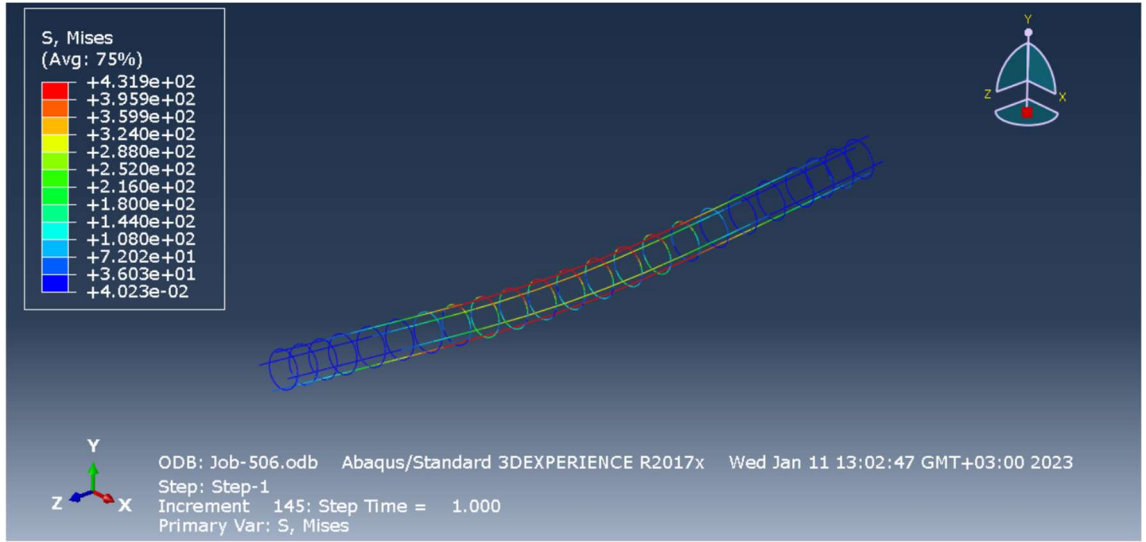 S, Mises
(Avg: 75%)
+4.319e+02
+3.959e+02
+3.599e+02
+3.240e+02
+2.880e+02
+2.520e+02
+2.160e+02
+1.800e+02
+1.440e+02
+1.080e+02
+7.202e+01
+3.603e+01
+4.023e-02
Y
Z
X
Y
Z
X
ODB: Job-506.odb Abaqus/Standard 3DEXPERIENCE R2017x Wed Jan 11 13:02:47 GMT+03:00 2023
Step: Step-1
Increment 145: Step Time = 1.000
Primary Var: S, Mises